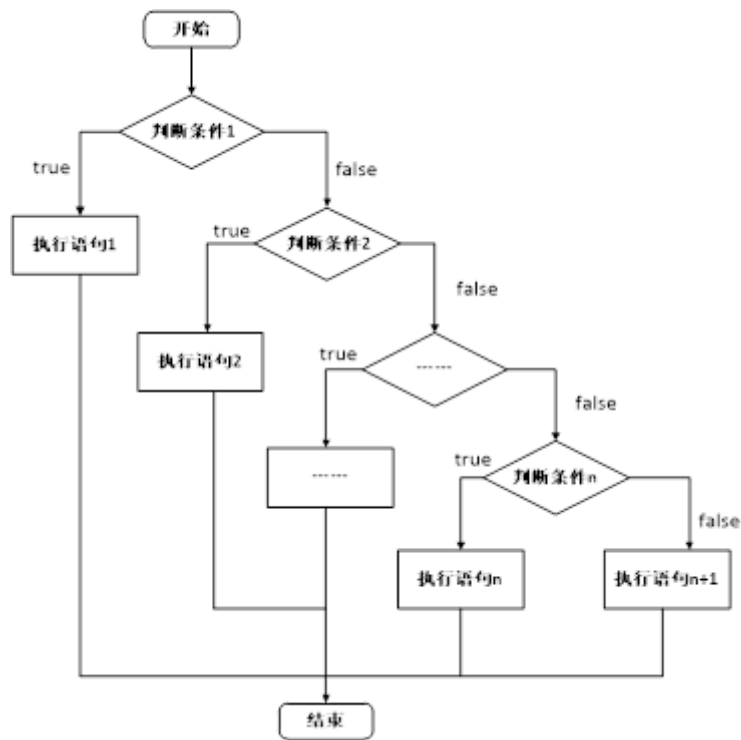 开始
判断条件1
true
false
执行语句1
true
判断条件2
false
执行语句2
true
------
false
------
true
判断条件n
false
执行语句n
执行语句n+1
结束